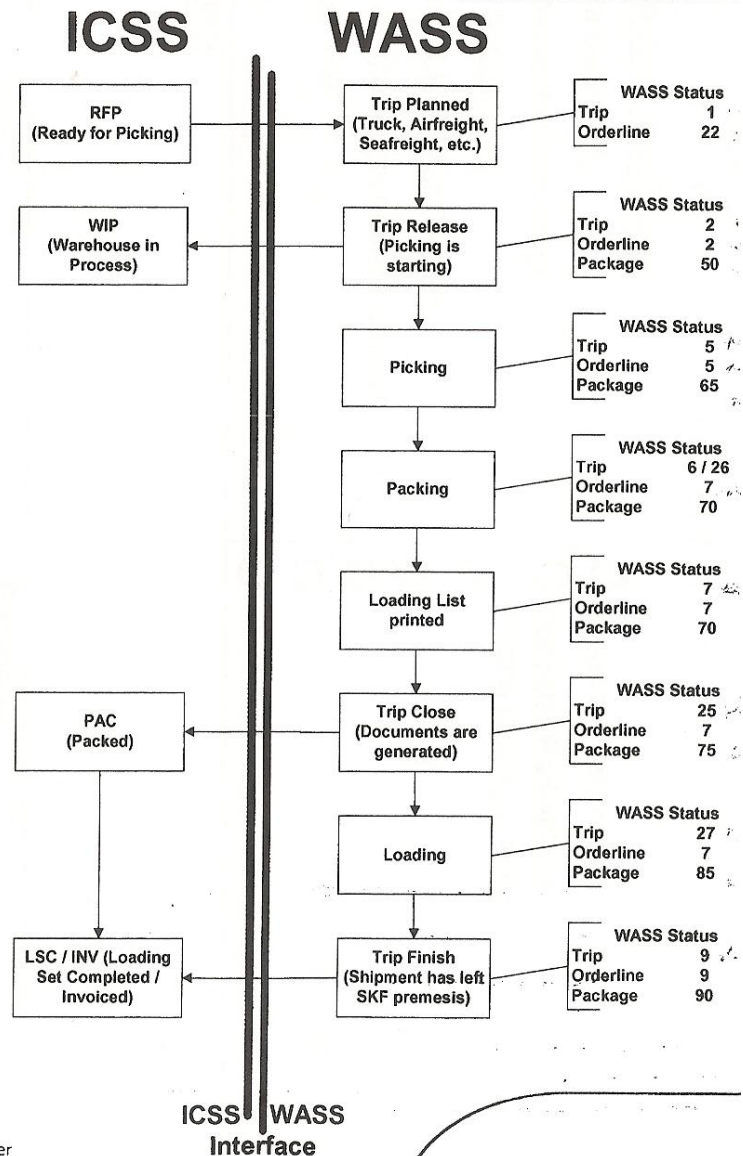 ICSS WASS
RFP
(Ready for Picking)
Trip Planned
(Truck, Airfreight,
Seafreight, etc.)
WASS Status
Trip 1
Orderline 22
WIP
(Warehouse in
Process)
Trip Release
(Picking is
starting)
WASS Status
Trip 2
Orderline 2
Package 50
Picking
WASS Status
Trip 5
Orderline 5
Package 65
Packing
WASS Status
Trip 6 / 26
Orderline 7
Package 70
Loading List
printed
WASS Status
Trip 7
Orderline 7
Package 70
PAC
(Packed)
Trip Close
(Documents are
generated)
WASS Status
Trip 25
Orderline 7
Package 75
Loading
WASS Status
Trip 27
Orderline 7
Package 85
LSC / INV (Loading
Set Completed /
Invoiced)
Trip Finish
(Shipment has left
SKF premesis)
WASS Status
Trip 9
Orderline 9
Package 90
ICSS WASS
Interface
er